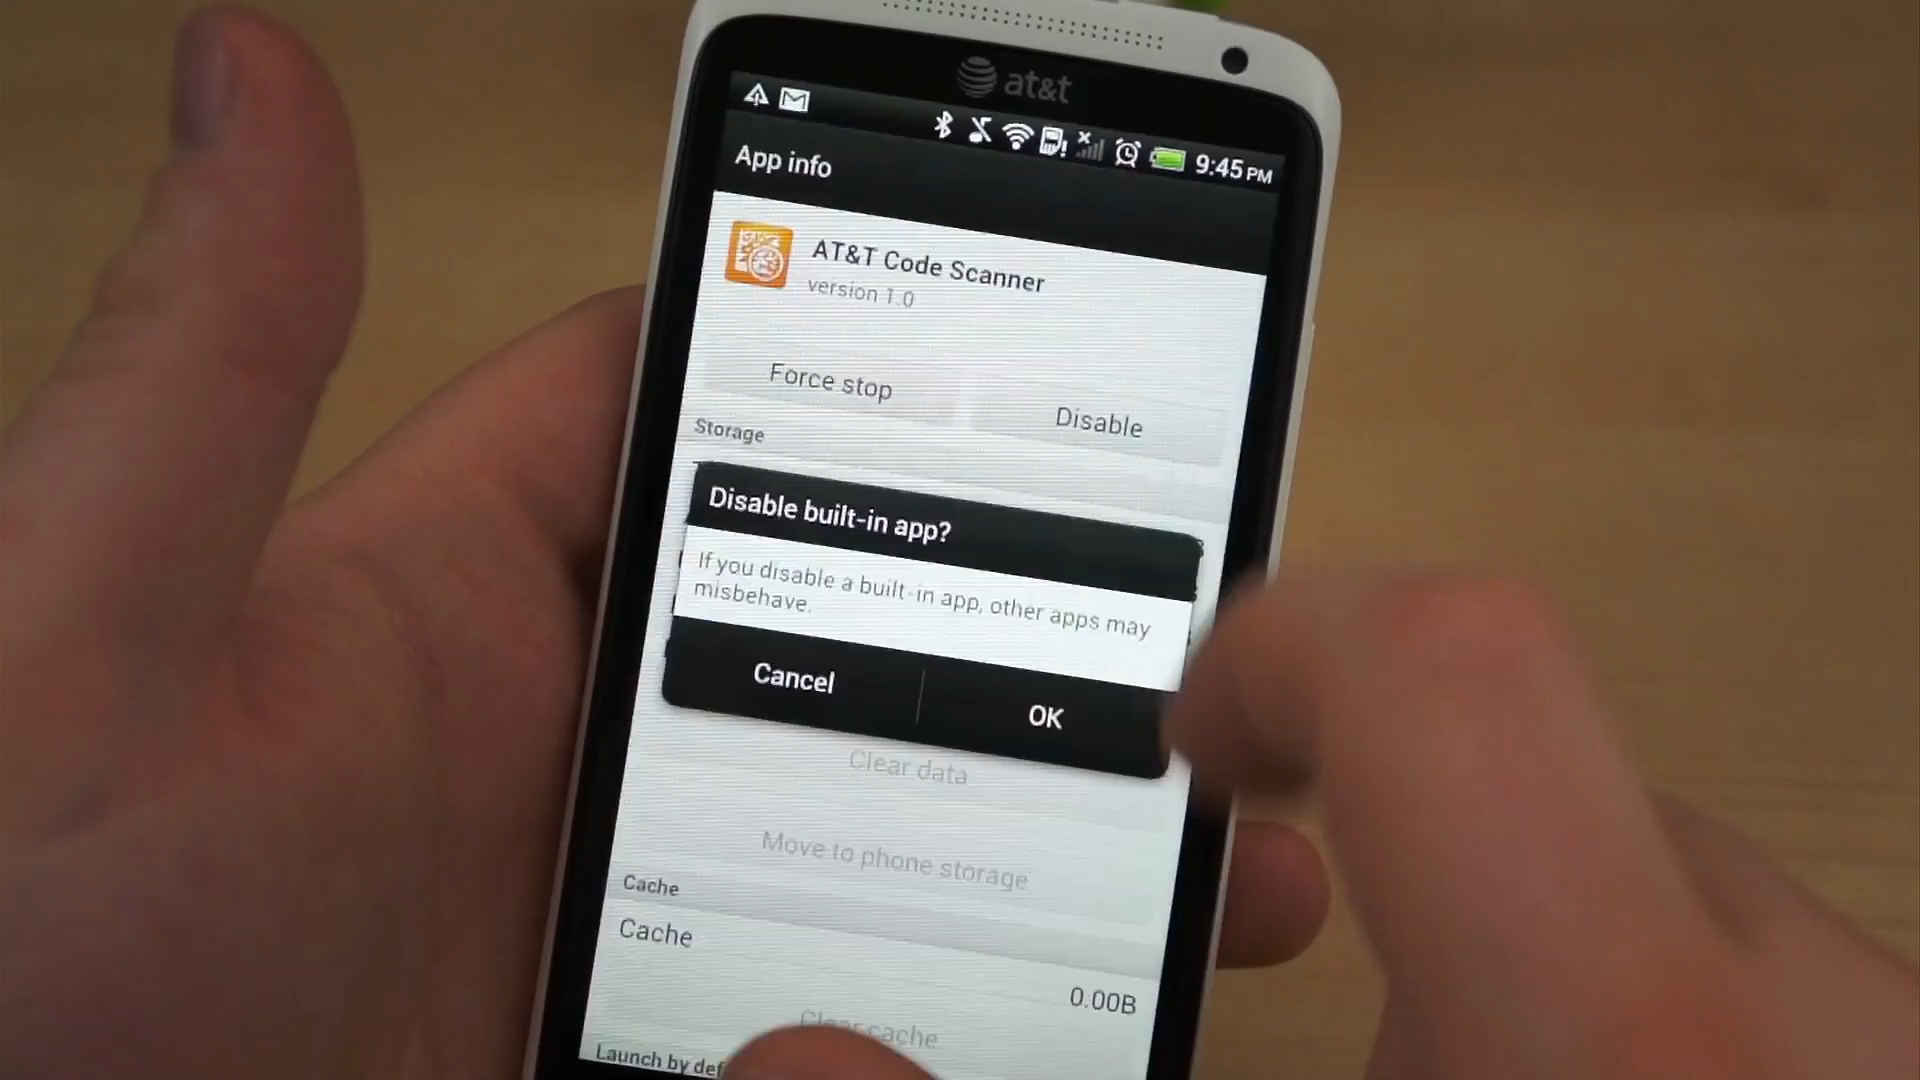 at&t
9:45 PM
App info
AT&T Code Scanner
version 1.0
Force stop
Disable
Storage
Disable built-in app?
If you disable a built-in app, other apps may
misbehave.
Cancel
OK
Clear data
Move to phone storage
Cache
Cache
0.00B
Clear cache
Launch by def